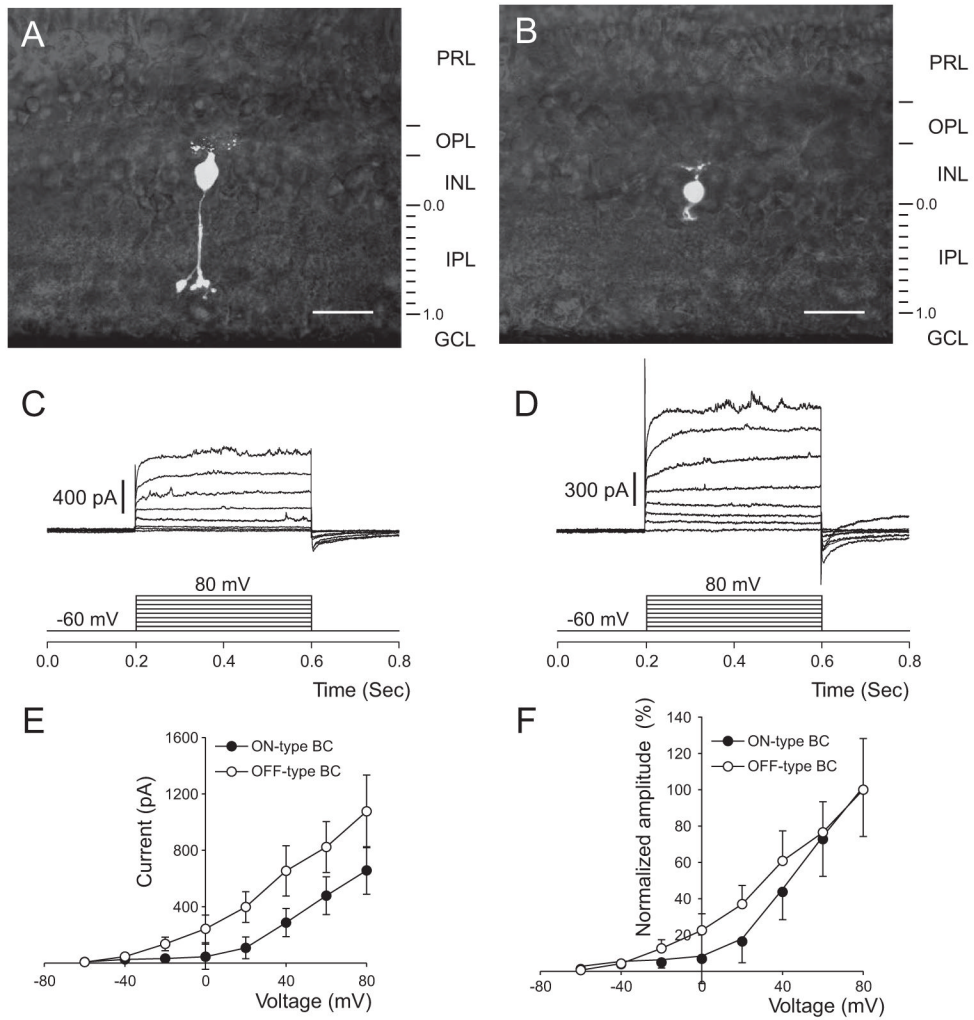 A
PRL
OPL
INL
0.0
IPL
1.0
GCL
B
PRL
OPL
INL
0.0
IPL
1.0
GCL
C
400 pA
80 mV
-60 mV
0.0 0.2 0.4 0.6 0.8
Time (Sec)
D
300 pA
80 mV
-60 mV
0.0 0.2 0.4 0.6 0.8
Time (Sec)
E
Current (pA)
1600
1200
800
400
ON-type BC
OFF-type BC
-80 -40 0 40 80
Voltage (mV)
F
Normalized amplitude (%)
140
120
100
80
60
40
20
ON-type BC
OFF-type BC
-80 -40 0 40 80
Voltage (mV)